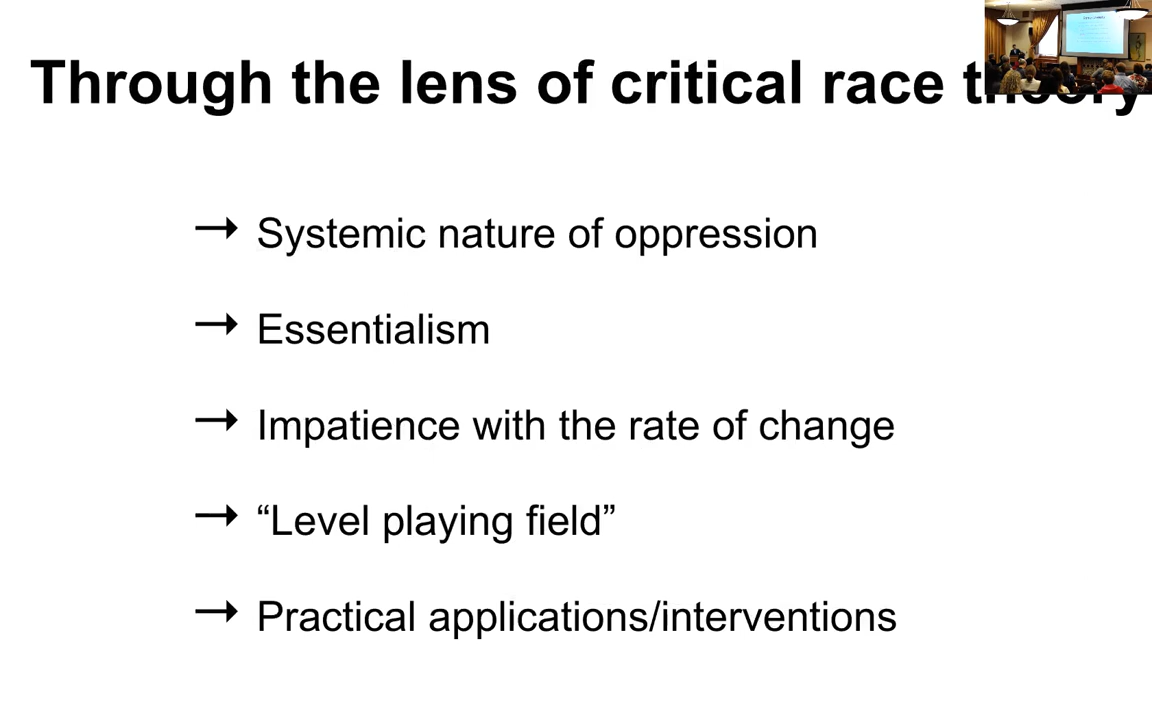 Through the lens of critical race theory
→ Systemic nature of oppression
→ Essentialism
→ Impatience with the rate of change
→ “Level playing field”
→ Practical applications/interventions